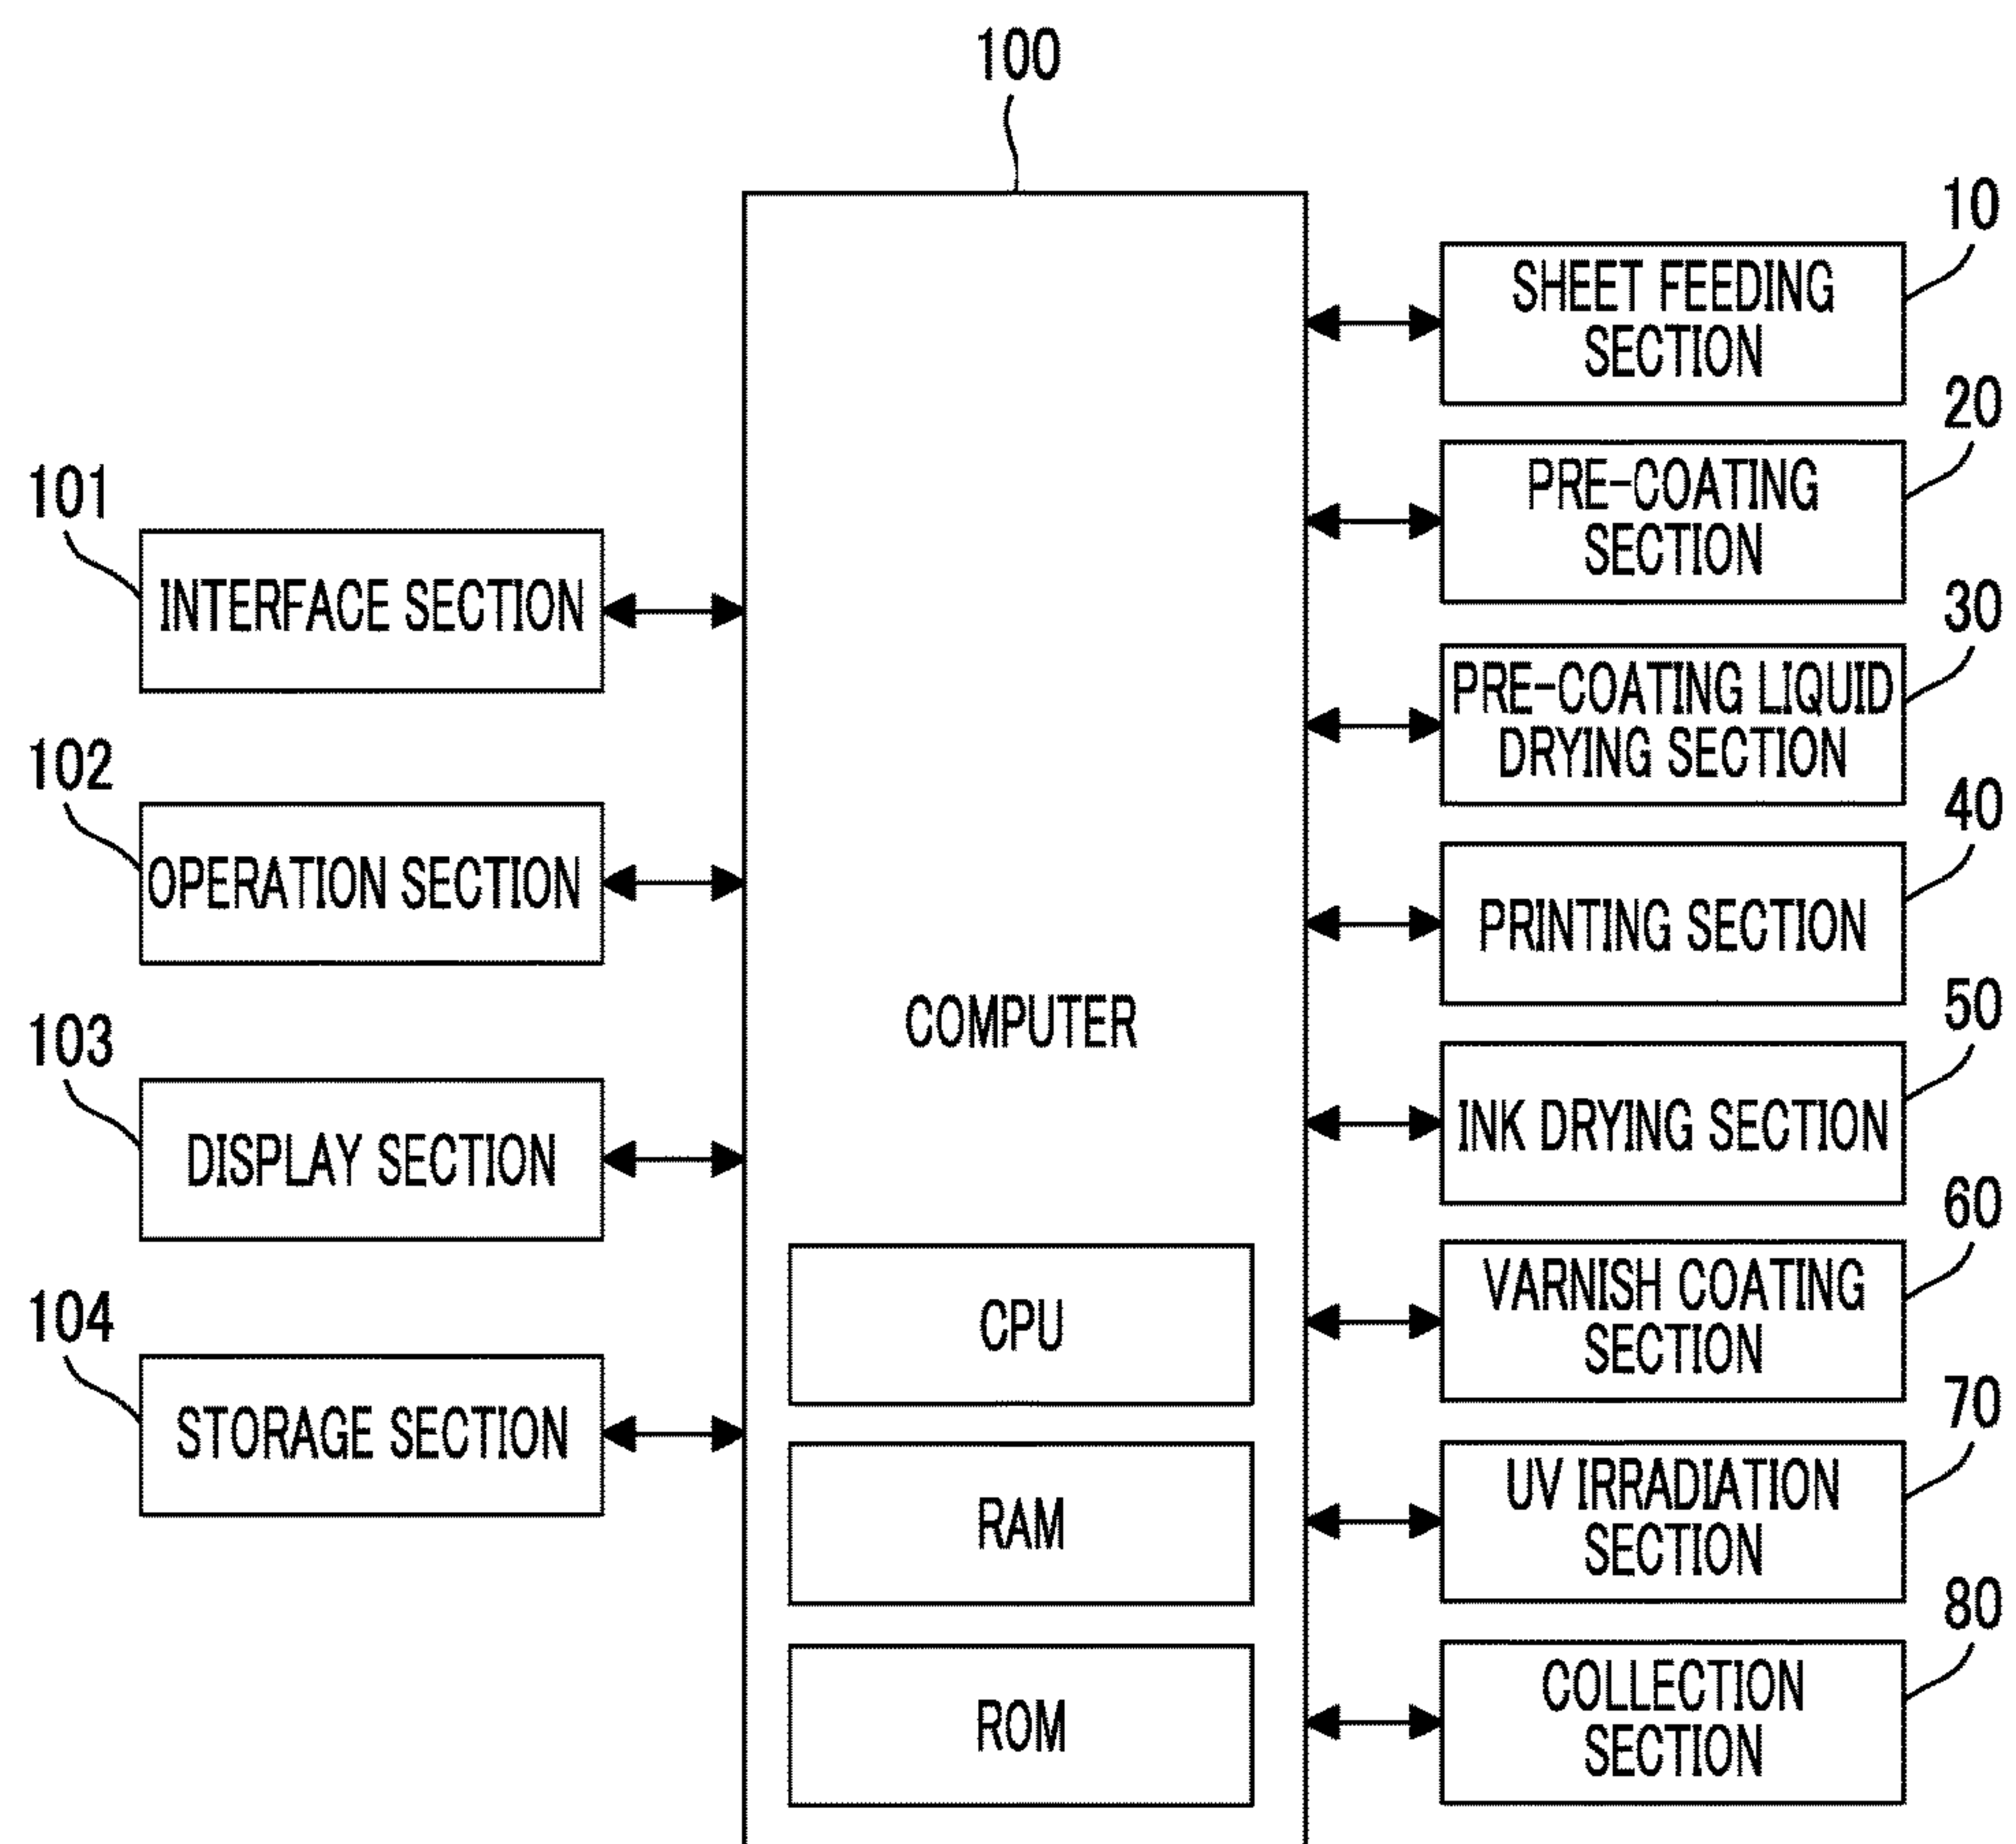 100
10
SHEET FEEDING
SECTION
20
PRE-COATING
SECTION
101
INTERFACE SECTION
30
PRE-COATING LIQUID
DRYING SECTION
102
OPERATION SECTION
40
PRINTING SECTION
COMPUTER
50
INK DRYING SECTION
103
DISPLAY SECTION
60
VARNISH COATING
SECTION
CPU
104
STORAGE SECTION
70
UV IRRADIATION
SECTION
RAM
80
COLLECTION
SECTION
ROM